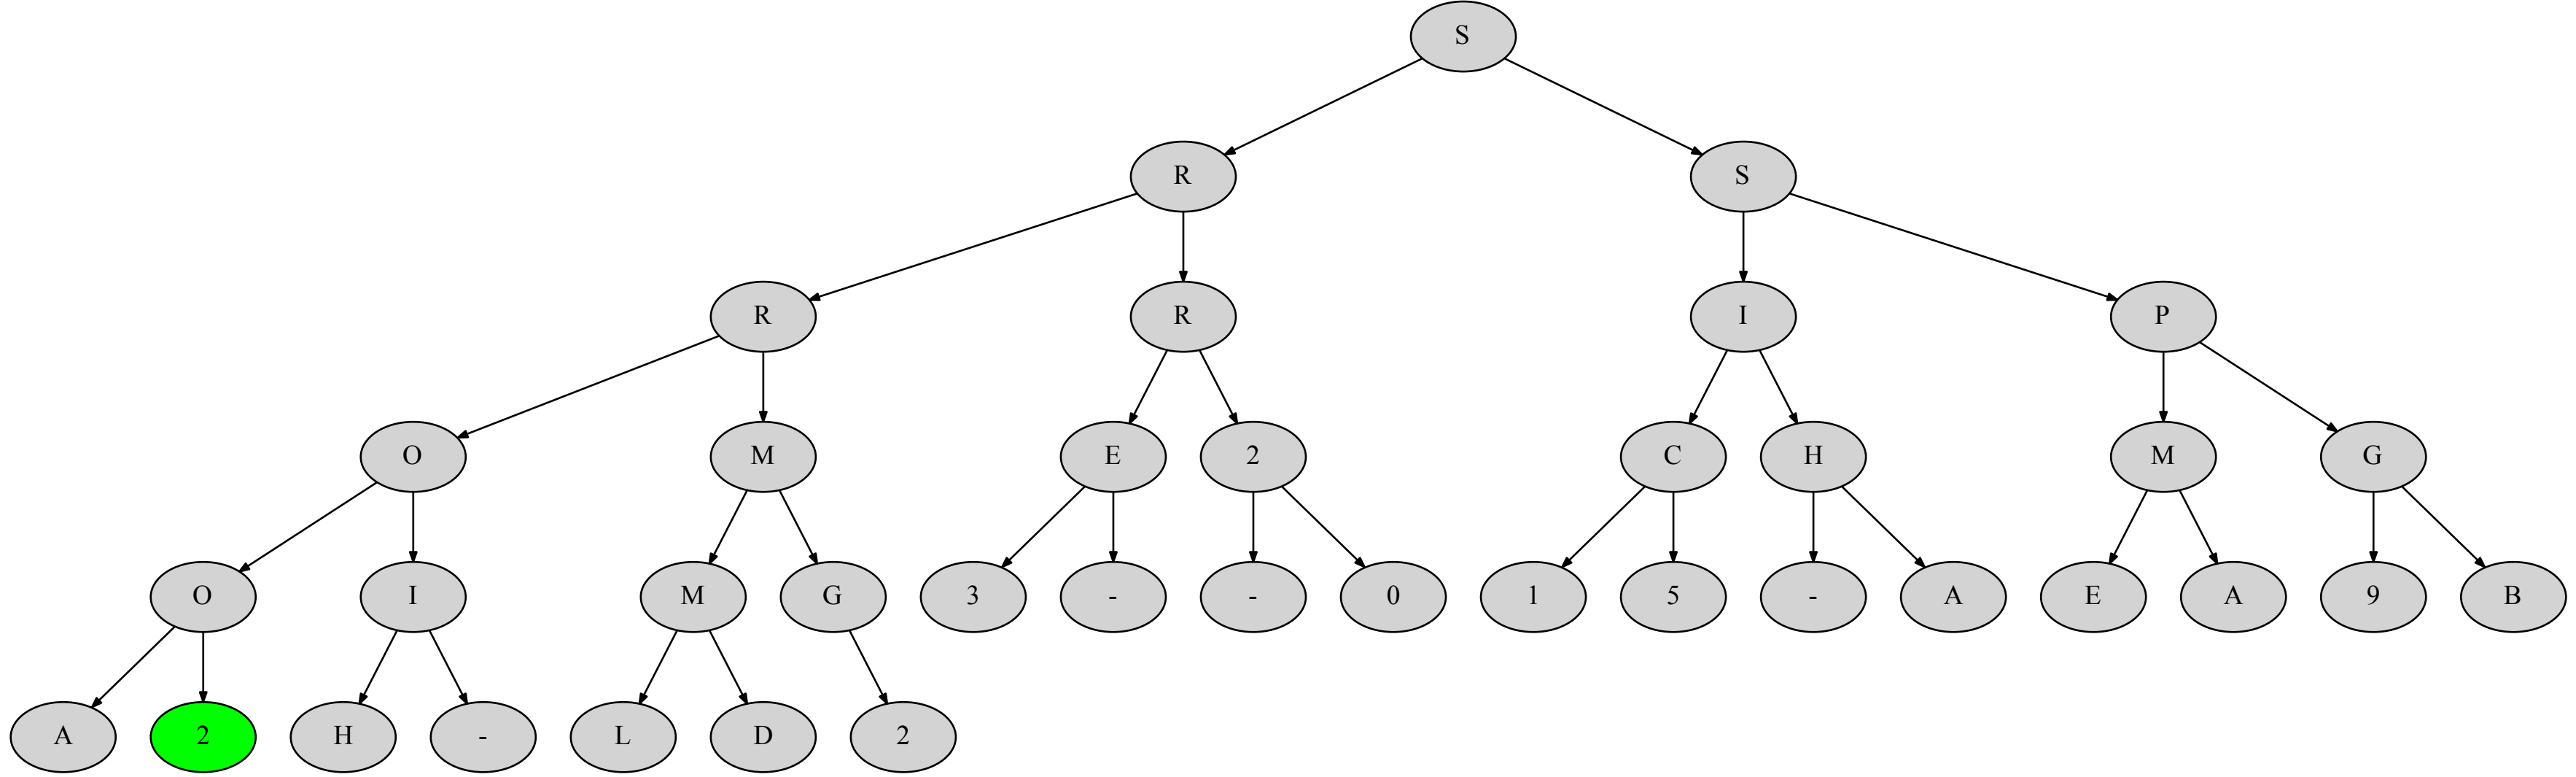 S
R S
R R I P
O M E 2 C H M G
O I M G 3 - - 0 1 5 - A E A 9 B
A 2 H - L D 2